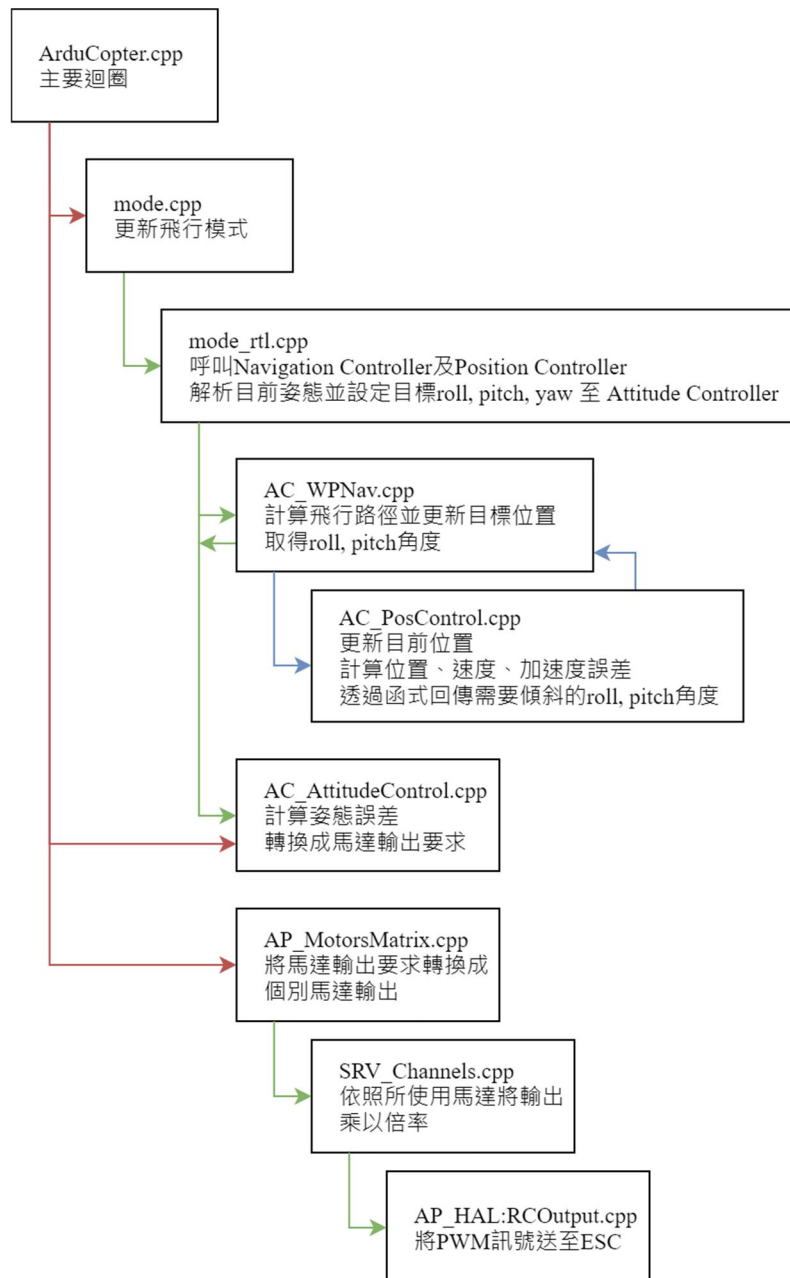 ArduCopter.cpp
主要迴圈
mode.cpp
更新飛行模式
mode_rtl.cpp
呼叫Navigation Controller及Position Controller
解析目前姿態並設定目標roll, pitch, yaw 至 Attitude Controller
AC_WPNav.cpp
計算飛行路徑並更新目標位置
取得roll, pitch角度
AC_PosControl.cpp
更新目前位置
計算位置、速度、加速度誤差
透過函式回傳需要傾斜的roll, pitch角度
AC_AttitudeControl.cpp
計算姿態誤差
轉換成馬達輸出要求
AP_MotorsMatrix.cpp
將馬達輸出要求轉換成
個別馬達輸出
SRV_Channels.cpp
依照所使用馬達將輸出
乘以倍率
AP_HAL:RCOutput.cpp
將PWM訊號送至ESC